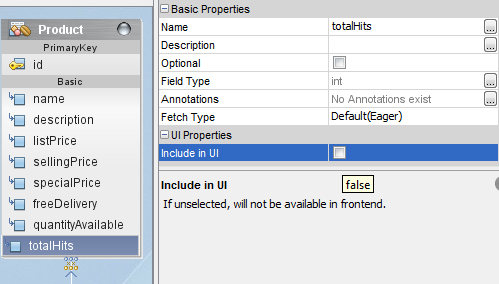 Product
PrimaryKey
id
Basic
name
description
listPrice
sellingPrice
specialPrice
freeDelivery
quantityAvailable
totalHits
Basic Properties
Name totalHits ...
Description ...
Optional
Field Type int ...
Annotations No Annotations exist ...
Fetch Type Default(Eager)
UI Properties
Include in UI
Include in UI
false
If unselected, will not be available in frontend.